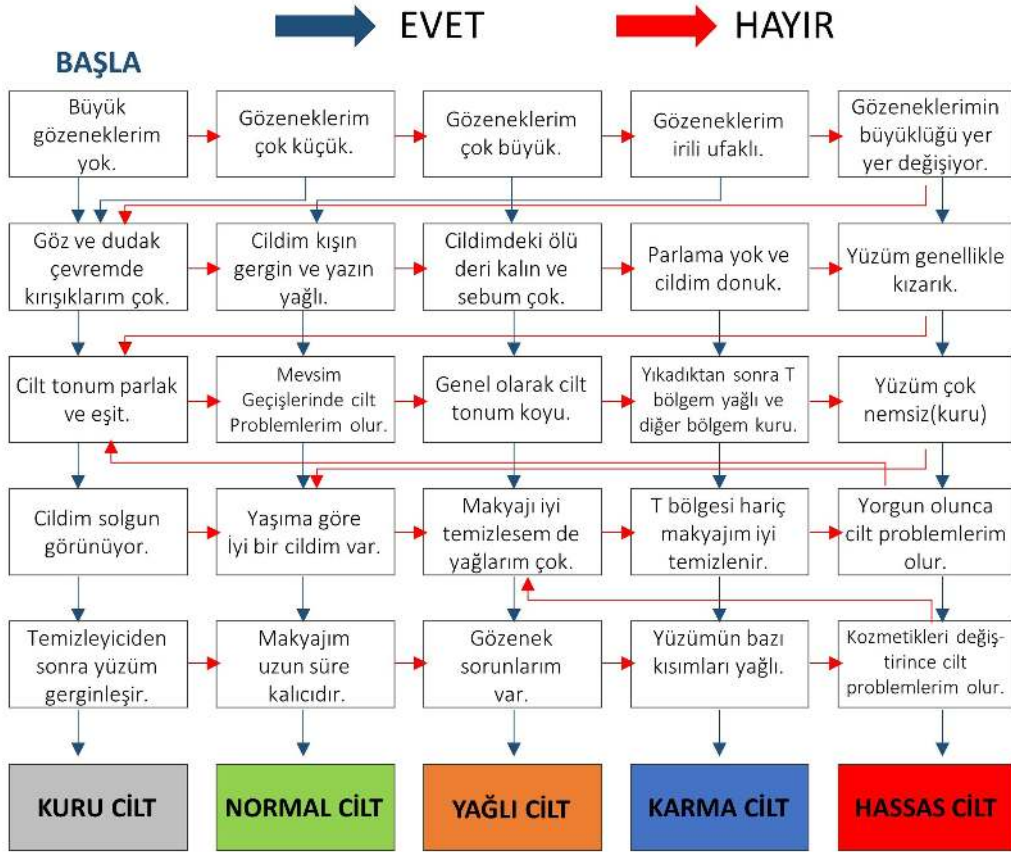 EVET
HAYIR
BAŞLA
Büyük
gözeneklerim
yok.
Gözeneklerim
çok küçük.
Gözeneklerim
çok büyük.
Gözeneklerim
irili ufaklı.
Gözeneklerimin
büyüklüğü yer
yer değişiyor.
Göz ve dudak
çevremde
kırışıklarım çok.
Cildim kışın
gergin ve yazın
yağlı.
Cildimdeki ölü
deri kalın ve
sebum çok.
Parlama yok ve
cildim donuk.
Yüzüm genellikle
kızarık.
Cilt tonum parlak
ve eşit.
Mevsim
Geçişlerinde cilt
Problemlerim olur.
Genel olarak cilt
tonum koyu.
Yıkadıktan sonra T
bölgem yağlı ve
diğer bölgem kuru.
Yüzüm çok
nemsiz(kuru)
Cildim solgun
görünüyor.
Yaşıma göre
İyi bir cildim var.
Makyajı iyi
temizlesem de
yağlarım çok.
T bölgesi hariç
makyajım iyi
temizlenir.
Yorgun olunca
cilt problemlerim
olur.
Temizleyiciden
sonra yüzüm
gerginleşir.
Makyajım
uzun süre
kalıcıdır.
Gözenek
sorunlarım
var.
Yüzümün bazı
kısımları yağlı.
Kozmetikleri değiş-
tirince cilt
problemlerim olur.
KURU CİLT
NORMAL CİLT
YAĞLI CİLT
KARMA CİLT
HASSAS CİLT